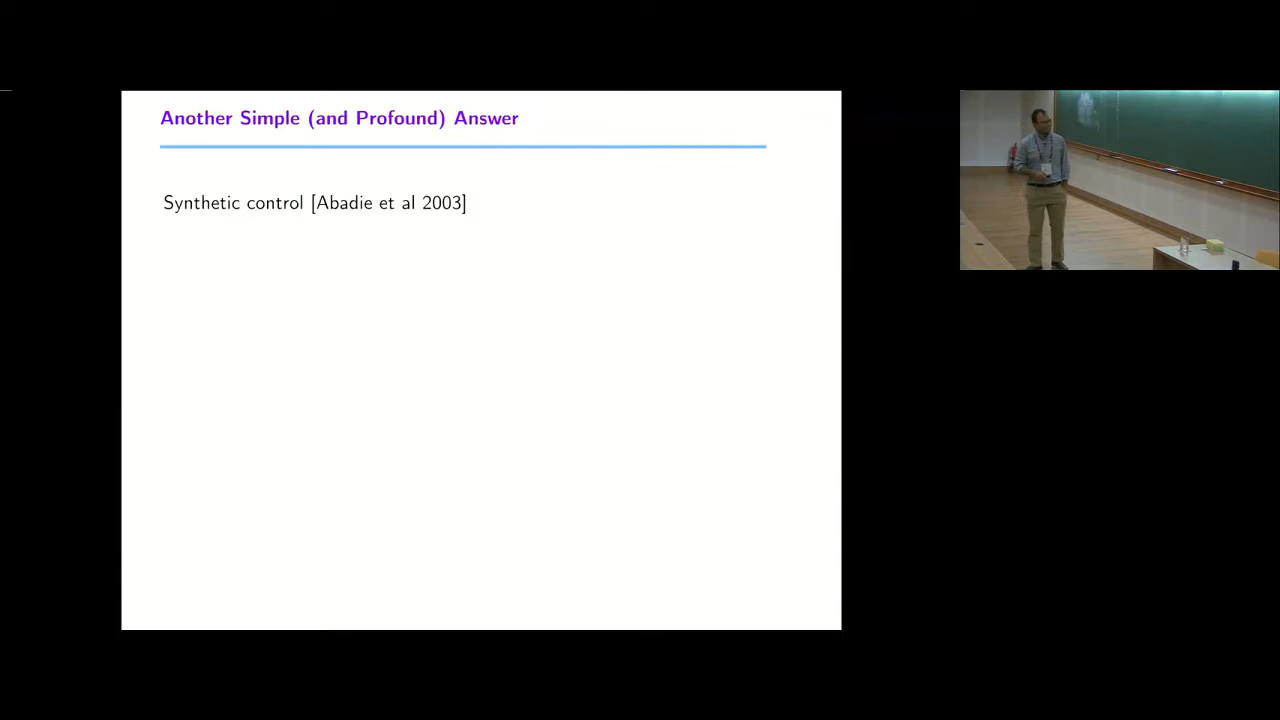 Another Simple (and Profound) Answer
Synthetic control [Abadie et al 2003]